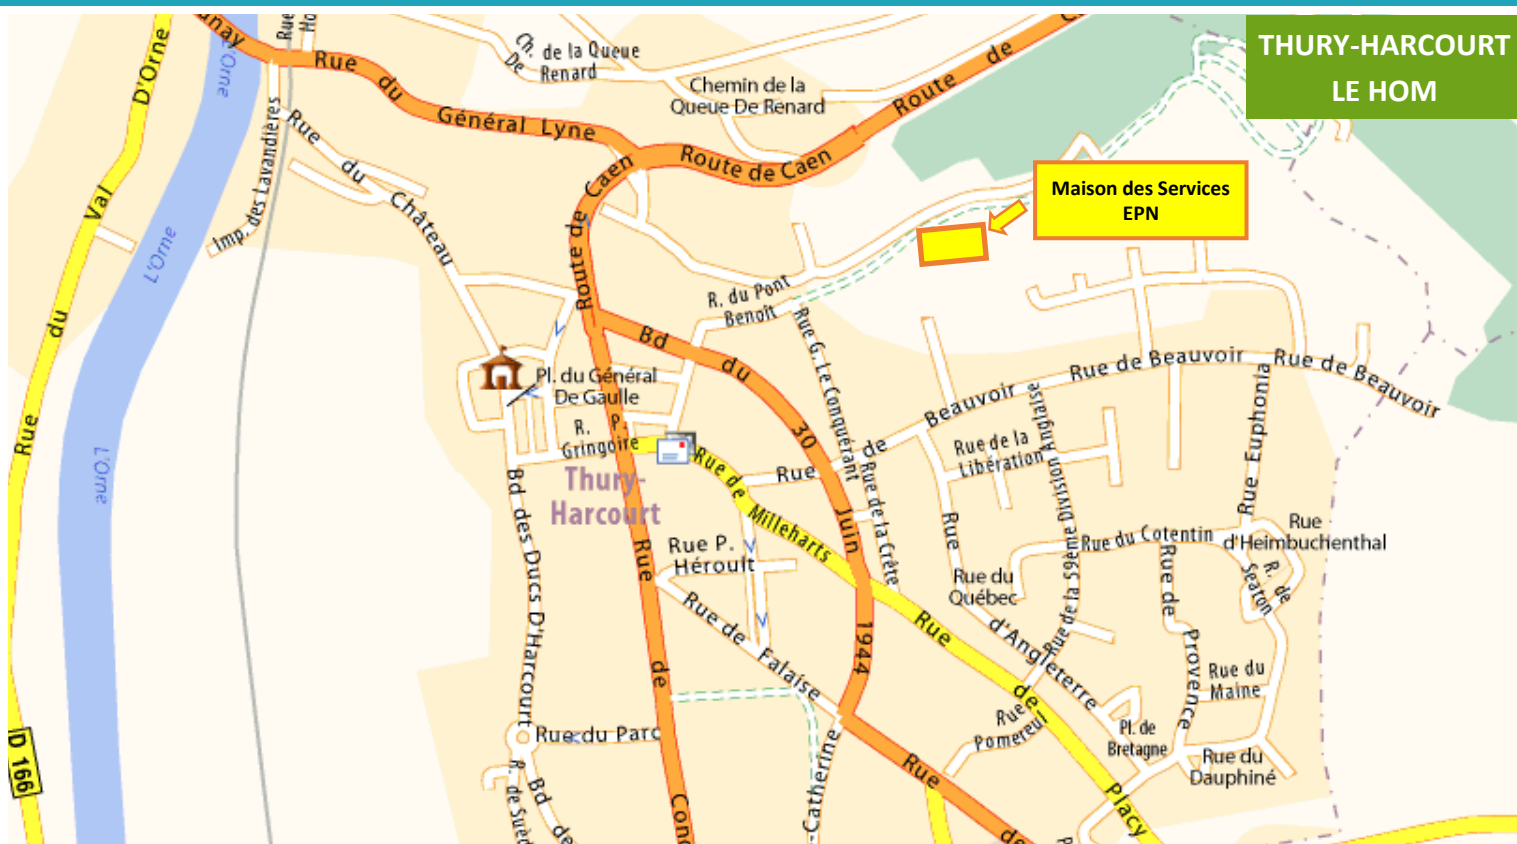 THURY-HARCOURT
LE HOM
Maison des Services
EPN
Rue du Général Lyne
Ch. de la Queue
De Renard
Chemin de la
Queue De Renard
Route de
Route de Caen
Route de Caen
Rue du Val D'Orne
L'Orne
L'Orne
L'Orne
L'Orne
Imp. des Lavandières
Rue du Château
R. du Pont
Benoît
Rue G. Le Conquérant
Bd du 30 Juin 1944
Pl. du Général
De Gaulle
R. P.
Gringoire
Thury-
Harcourt
Rue de Milleharts
Rue de Beauvoir
Rue de Beauvoir
Rue de Beauvoir
Rue de la
Libération
Rue de la 59ème Division Anglaise
Rue Euphonia
Rue de la Crête
Rue P.
Héroult
Rue de Falaise
Bd des Ducs D'Harcourt
Rue du
Québec
Rue d'Angleterre
Rue du Cotentin
Rue
d'Heimbuchenthal
R. de
Seaton
Rue de Provence
Rue du
Maine
Rue du
Dauphiné
Pl. de
Bretagne
Rue
Pomereul
Rue de Placy
Rue du Parc
Rue de
Rue de
Bd de
D 166